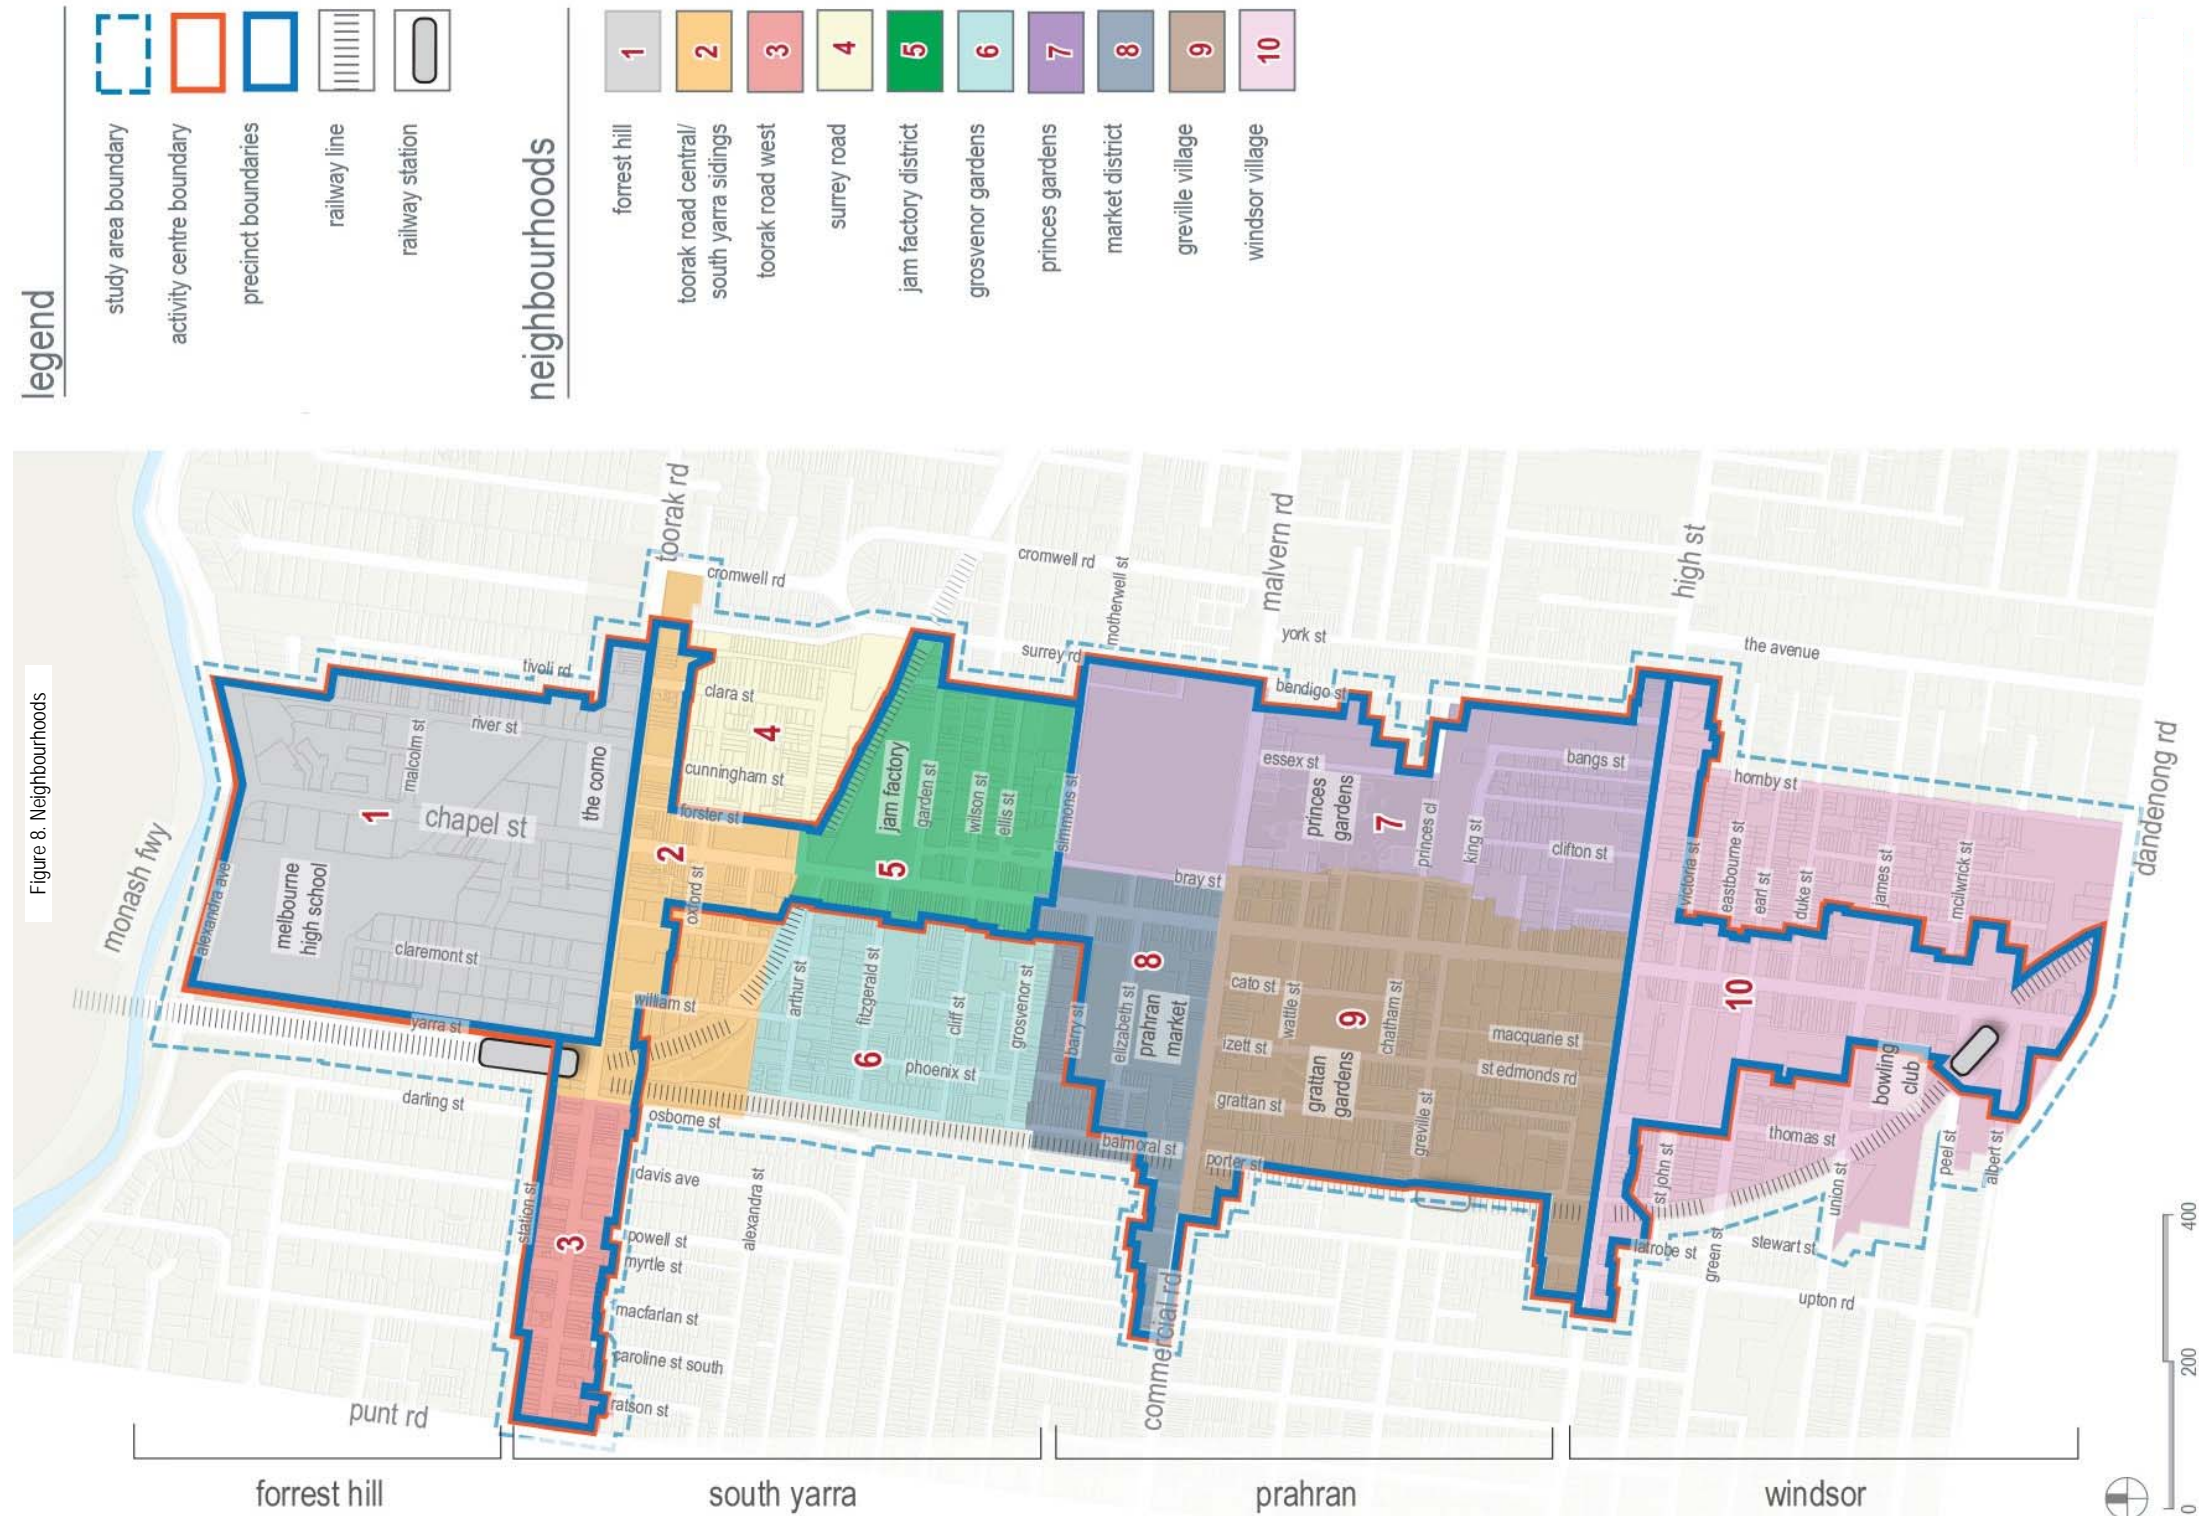 Figure 8. Neighbourhoods
legend
study area boundary
activity centre boundary
precinct boundaries
railway line
railway station
neighbourhoods
1
forrest hill
2
toorak road central/
south yarra sidings
3
toorak road west
4
surrey road
5
jam factory district
6
grosvenor gardens
7
princes gardens
8
market district
9
greville village
10
windsor village
monash fwy
alexandra ave
melbourne
high school
1
chapel st
malcolm st
river st
tivoli rd
the como
claremont st
yarra st
darling st
punt rd
toorak rd
cromwell rd
clara st
4
cunningham st
forster st
2
oxford st
william st
osborne st
station st
3
davis ave
powell st
myrtle st
macfarlan st
caroline st south
ratson st
alexandra st
jam factory
garden st
wilson st
ellis st
5
simmons st
arthur st
fitzgerald st
cliff st
grosvenor st
6
phoenix st
cromwell rd
motherwell st
surrey rd
malvern rd
york st
bendigo st
essex st
princes
gardens
7
princes cl
king st
bangs st
clifton st
bray st
8
barry st
elizabeth st
prahran
market
balmoral st
commercial rd
porter st
cato st
wattle st
9
chatham st
izett st
grattan
gardens
grattan st
greville st
macquarie st
st edmonds rd
high st
the avenue
hornby st
victoria st
eastbourne st
earl st
duke st
james st
mcilwrick st
10
bowling
club
thomas st
st john st
latrobe st
green st
stewart st
union st
peel st
albert st
upton rd
dandenong rd
forrest hill
south yarra
prahran
windsor
0
200
400